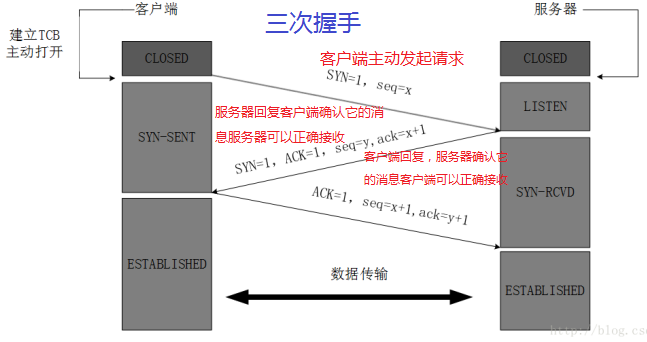 客户端
三次握手
服务器
建立TCB
主动打开
客户端主动发起请求
CLOSED
CLOSED
SYN=1, seq=x
LISTEN
服务器回复客户端确认它的消
息服务器可以正确接收
SYN-SENT
SYN=1, ACK=1, seq=y,ack=x+1
客户端回复，服务器确认它
的消息客户端可以正确接收
SYN-RCVD
ACK=1, seq=x+1,ack=y+1
ESTABLISHED
数据传输
ESTABLISHED
http://blog.cs